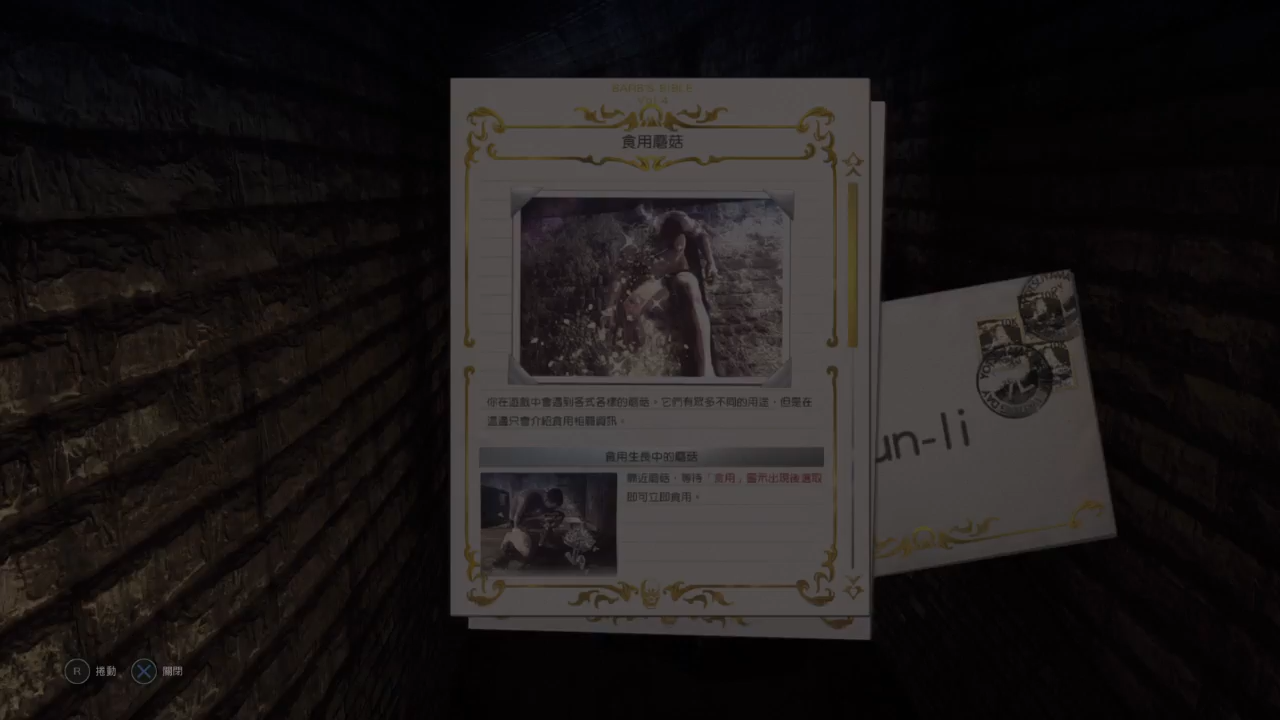 BARB'S BIBLE
Vol.4
食用蘑菇
你在遊戲中會遇到各式各樣的蘑菇。它們有眾多不同的用途，但是在
這邊只會介紹食用相關資訊。
食用生長中的蘑菇
靠近蘑菇，等待「食用」圖示出現後選取
即可立即食用。
un-li
R 捲動 關閉